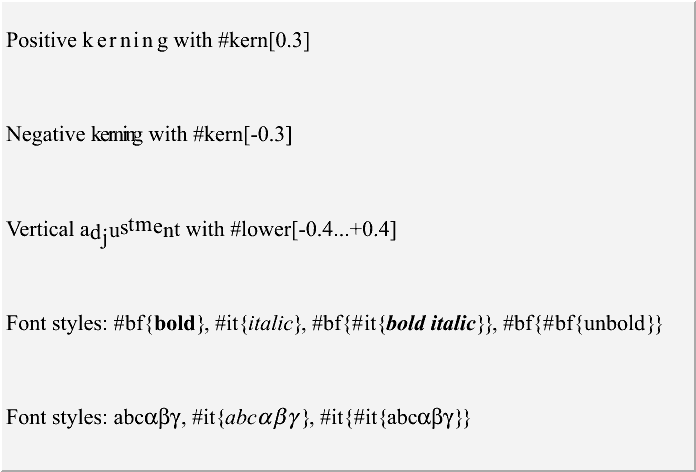 Positive kerning with #kern[0.3]
Negative kerning with #kern[-0.3]
Vertical adjustment with #lower[-0.4...+0.4]
Font styles: #bf{bold}, #it{italic}, #bf{#it{bold italic}}, #bf{#bf{unbold}}
Font styles: abcαβγ, #it{abcαβγ}, #it{#it{abcαβγ}}